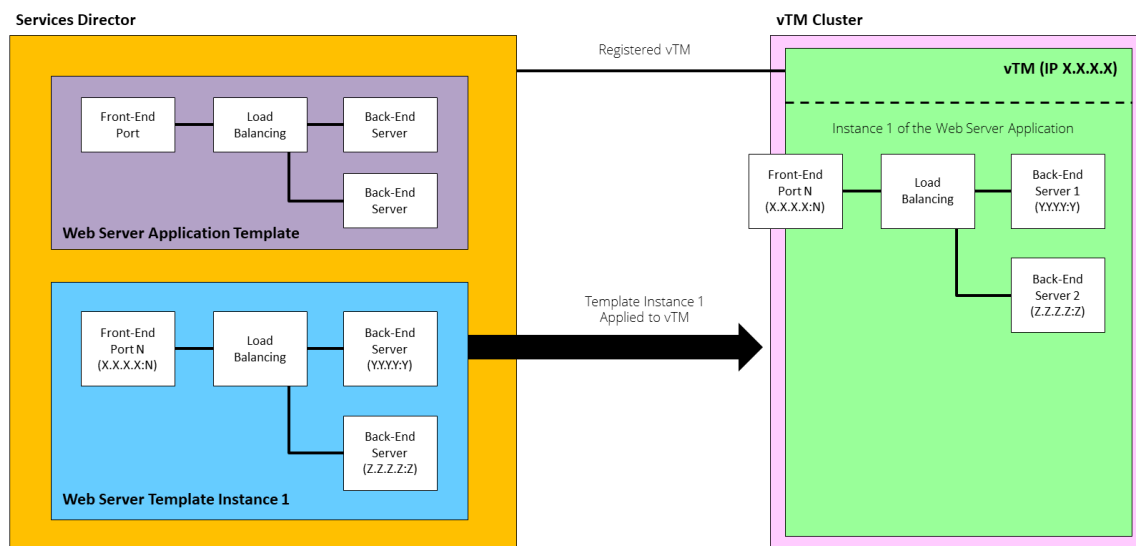 Services Director
vTM Cluster
Registered vTM
vTM (IP X.X.X.X)
Front-End
Port
Load
Balancing
Back-End
Server
Back-End
Server
Web Server Application Template
Instance 1 of the Web Server Application
Front-End
Port N
(X.X.X.X:N)
Load
Balancing
Back-End
Server 1
(Y.Y.Y.Y:Y)
Back-End
Server 2
(Z.Z.Z.Z:Z)
Template Instance 1
Applied to vTM
Front-End
Port N
(X.X.X.X:N)
Load
Balancing
Back-End
Server
(Y.Y.Y.Y:Y)
Back-End
Server
(Z.Z.Z.Z:Z)
Web Server Template Instance 1